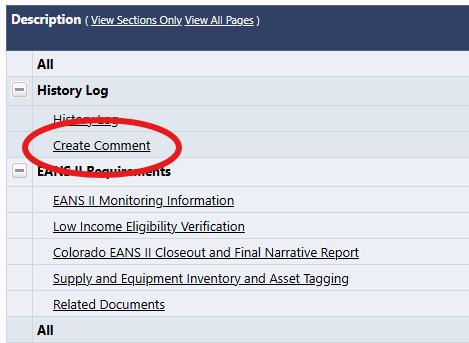 Description ( View Sections Only View All Pages )
All
History Log
History Log
Create Comment
EANS II Requirements
EANS II Monitoring Information
Low Income Eligibility Verification
Colorado EANS II Closeout and Final Narrative Report
Supply and Equipment Inventory and Asset Tagging
Related Documents
All